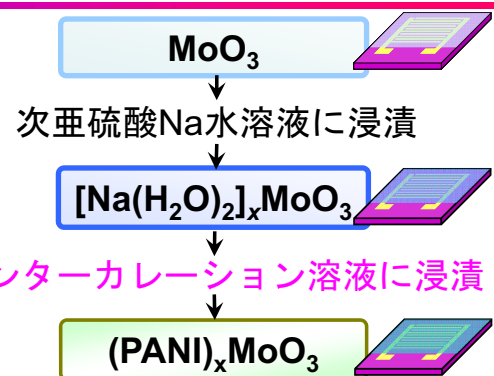 MoO₃
次亜硫酸Na水溶液に浸漬
[Na(H₂O)₂]ₓMoO₃
ンターカレーション溶液に浸漬
(PANI)ₓMoO₃